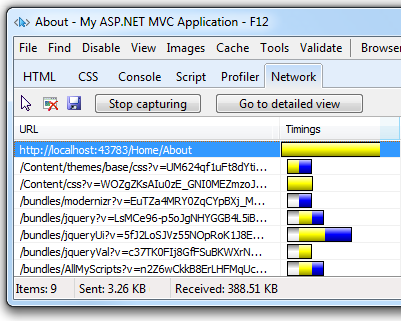 About - My ASP.NET MVC Application - F12
File Find Disable View Images Cache Tools Validate Browser
HTML CSS Console Script Profiler Network
Stop capturing Go to detailed view
URL Timings
http://localhost:43783/Home/About
/Content/themes/base/css?v=UM624qf1uFt8dYti...
/Content/css?v=WOZgZKsAIu0zE_GNI0MEZmzoJ...
/bundles/modernizr?v=EuTZa4MRY0ZqCYpBXj_M...
/bundles/jquery?v=LsMCe96-p5oJgNHYGGB4L5iB...
/bundles/jqueryUi?v=5fJ2LoSJVz55NOpRoK1J8E...
/bundles/jqueryVal?v=c37TK0FIj8GfFSuBKWXrN...
/bundles/AllMyScripts?v=n2Z6wCkkB8ErLHFMqUc...
Items: 9 Sent: 3.26 KB Received: 388.51 KB